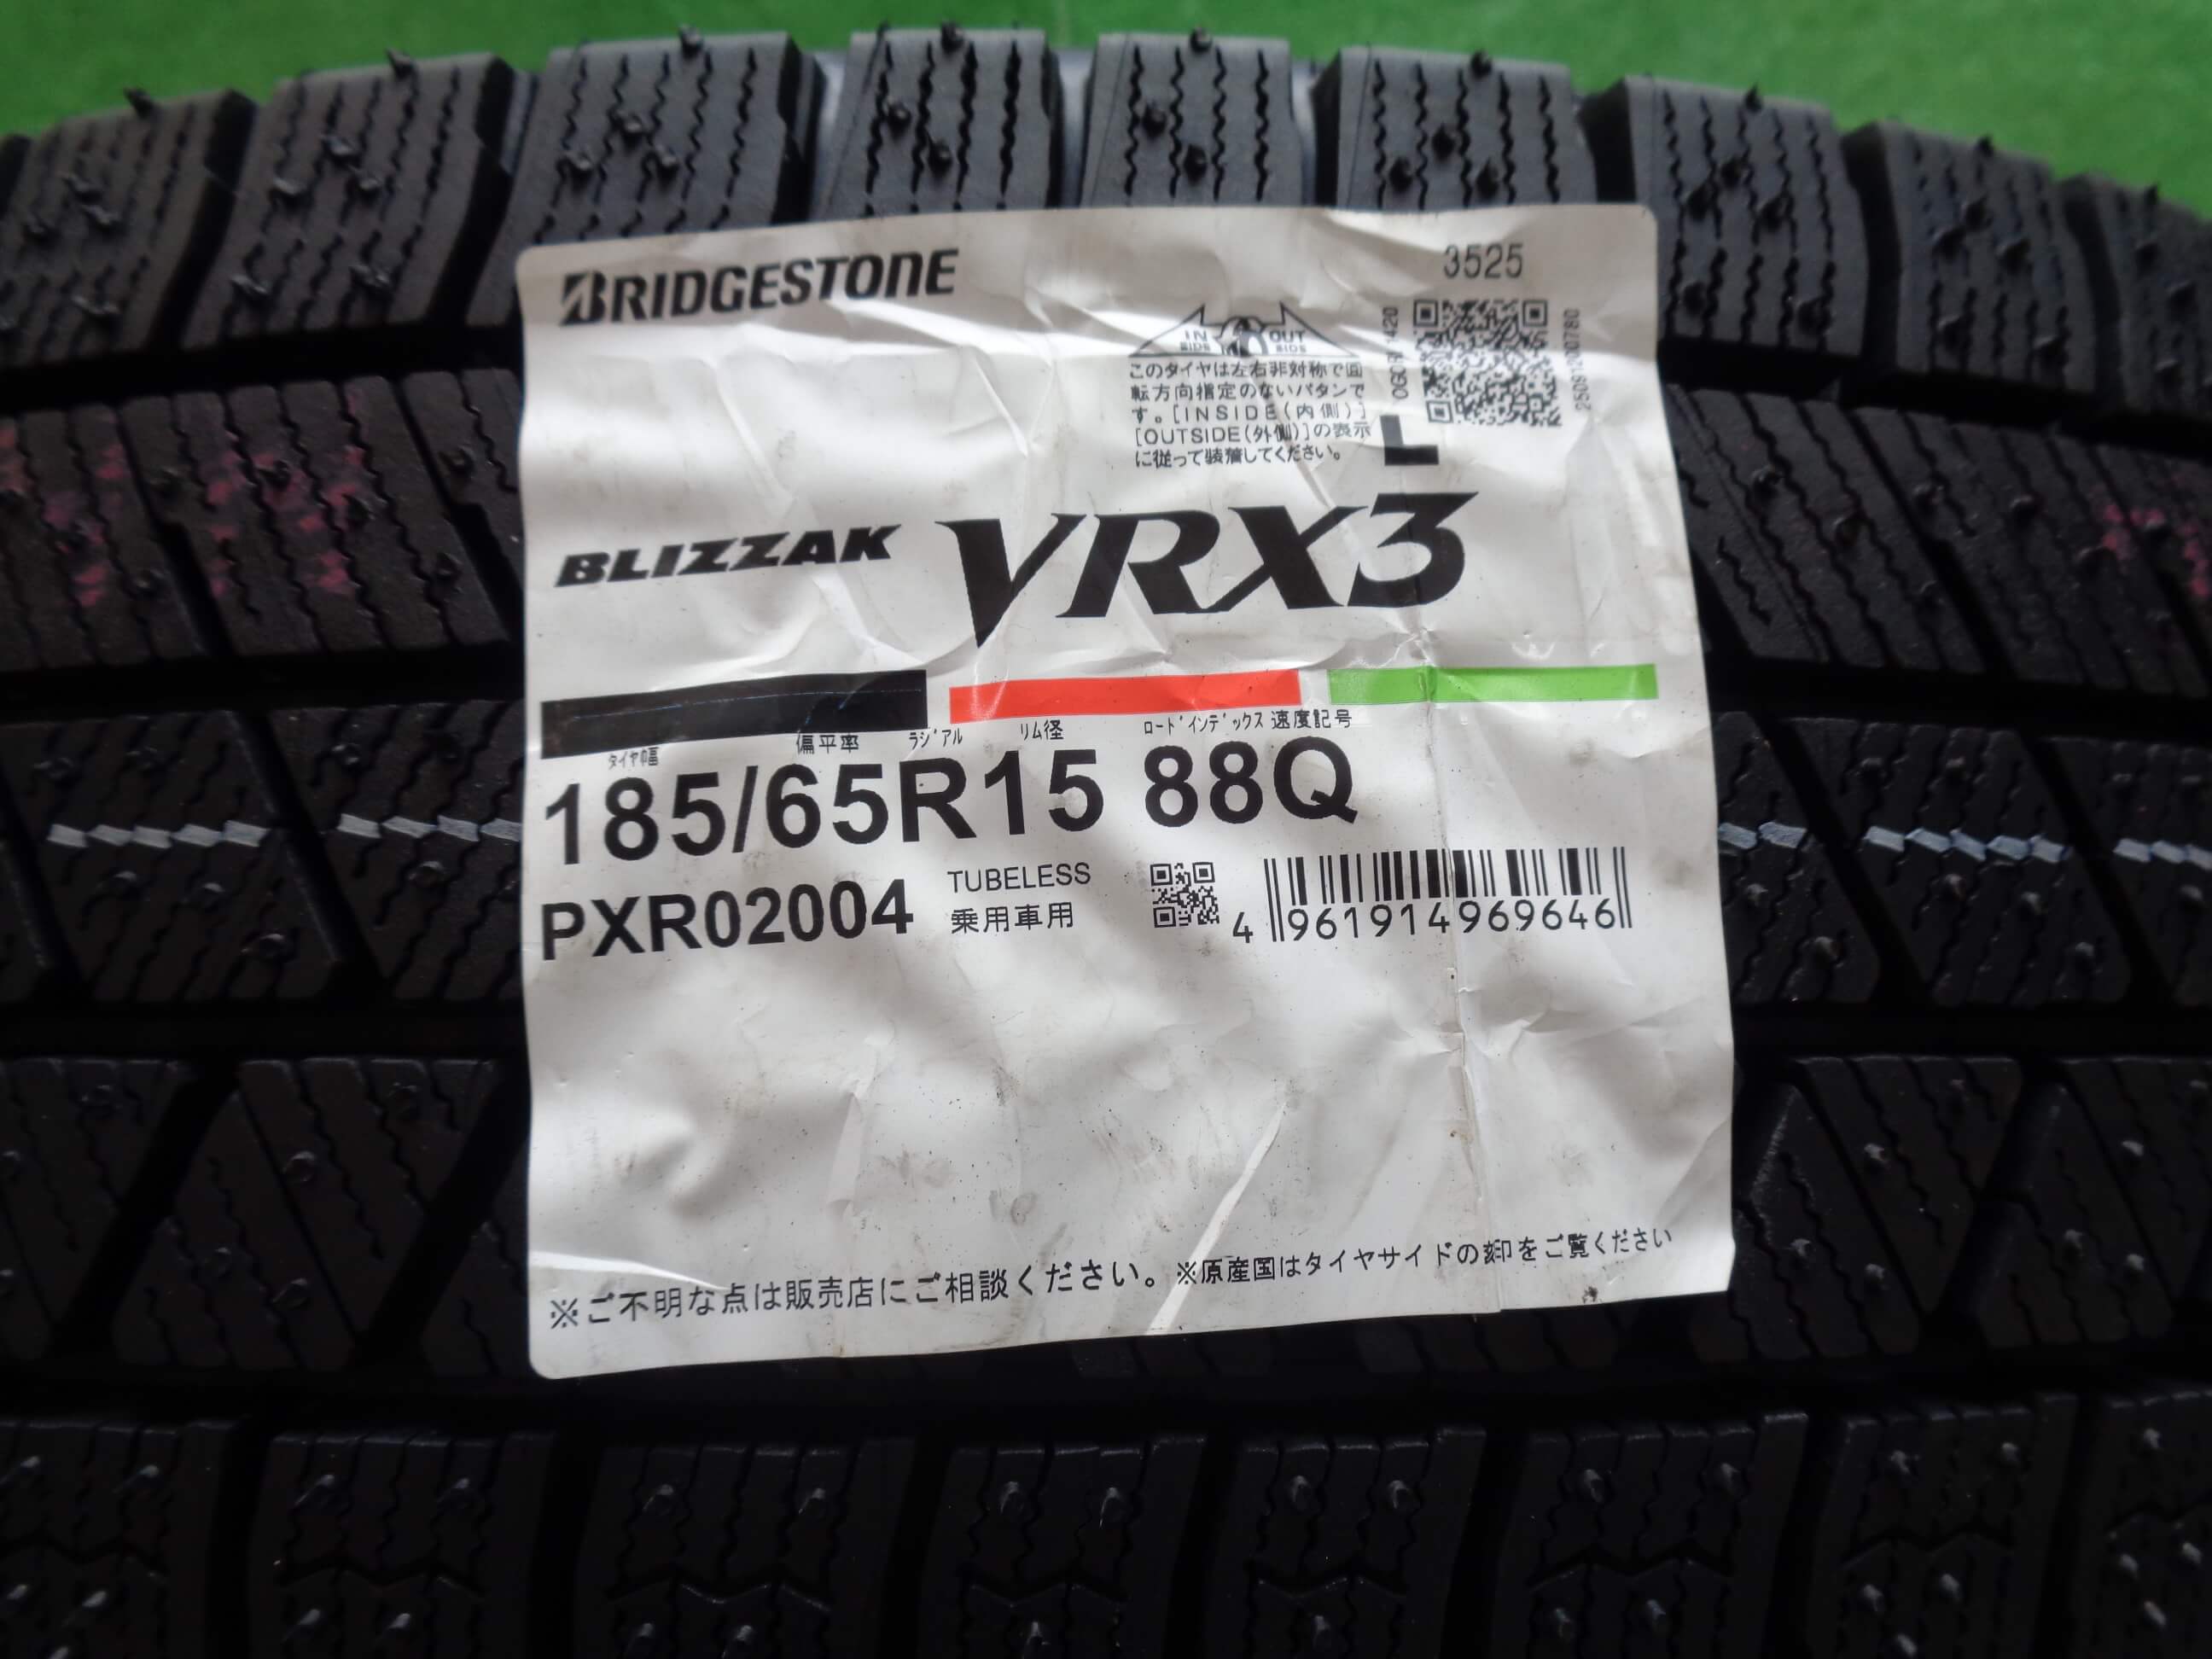 BRIDGESTONE
3525
IN SIDE OUT SIDE
このタイヤは左右非対称で回
転方向指定のないパタンで
す。[INSIDE(内側)]
[OUTSIDE(外側)]の表示
に従って装着してください。
L
BLIZZAK VRX3
タイヤ巾幅 偏平率 ラジアル リム径 ロードインデックス 速度記号
185/65R15 88Q
PXR02004
TUBELESS
乗用車用
4 961914 969646
※ご不明な点は販売店にご相談ください。※原産国はタイヤサイドの刻印をご覧ください